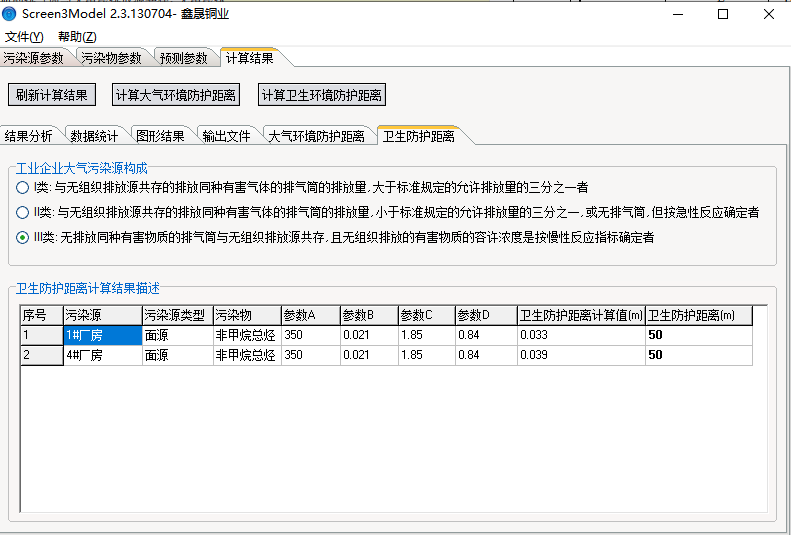 Screen3Model 2.3.130704- 鑫晟铜业
文件(Y) 帮助(Z)
污染源参数 污染物参数 预测参数 计算结果
刷新计算结果 计算大气环境防护距离 计算卫生环境防护距离
结果分析 数据统计 图形结果 输出文件 大气环境防护距离 卫生防护距离
工业企业大气污染源构成
I类: 与无组织排放源共存的排放同种有害气体的排气筒的排放量, 大于标准规定的允许排放量的三分之一者
II类: 与无组织排放源共存的排放同种有害气体的排气筒的排放量, 小于标准规定的允许排放量的三分之一, 或无排气筒, 但按急性反应确定者
III类: 无排放同种有害物质的排气筒与无组织排放源共存, 且无组织排放的有害物质的容许浓度是按慢性反应指标确定者
卫生防护距离计算结果描述
序号 污染源 污染源类型 污染物 参数A 参数B 参数C 参数D 卫生防护距离计算值(m) 卫生防护距离(m)
1 1#厂房 面源 非甲烷总烃 350 0.021 1.85 0.84 0.033 50
2 4#厂房 面源 非甲烷总烃 350 0.021 1.85 0.84 0.039 50